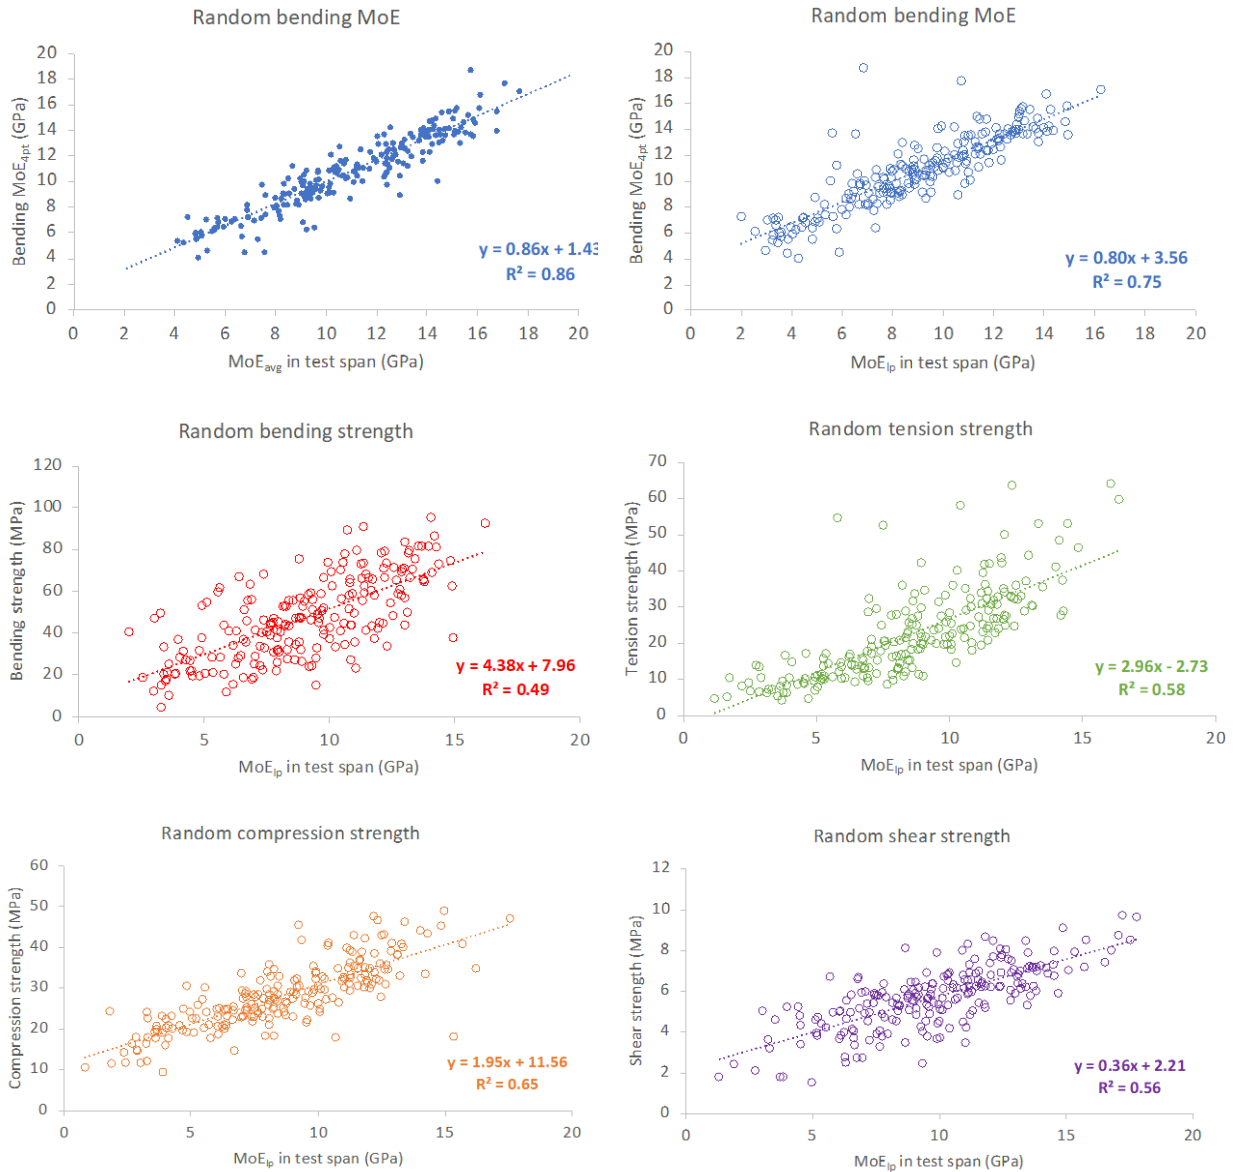 Random bending MoE
20
18
16
14
12
10
8
6
4
2
0
Bending MoE4pt (GPa)
y = 0.86x + 1.43
R² = 0.86
0 2 4 6 8 10 12 14 16 18 20
MoEavg in test span (GPa)
Random bending MoE
20
18
16
14
12
10
8
6
4
2
0
Bending MoE4pt (GPa)
y = 0.80x + 3.56
R² = 0.75
0 2 4 6 8 10 12 14 16 18 20
MoElp in test span (GPa)
Random bending strength
120
100
80
60
40
20
0
Bending strength (MPa)
y = 4.38x + 7.96
R² = 0.49
0 5 10 15 20
MoElp in test span (GPa)
Random tension strength
70
60
50
40
30
20
10
0
Tension strength (MPa)
y = 2.96x - 2.73
R² = 0.58
0 5 10 15 20
MoElp in test span (GPa)
Random compression strength
60
50
40
30
20
10
0
Compression strength (MPa)
y = 1.95x + 11.56
R² = 0.65
0 5 10 15 20
MoElp in test span (GPa)
Random shear strength
12
10
8
6
4
2
0
Shear strength (MPa)
y = 0.36x + 2.21
R² = 0.56
0 5 10 15 20
MoElp in test span (GPa)